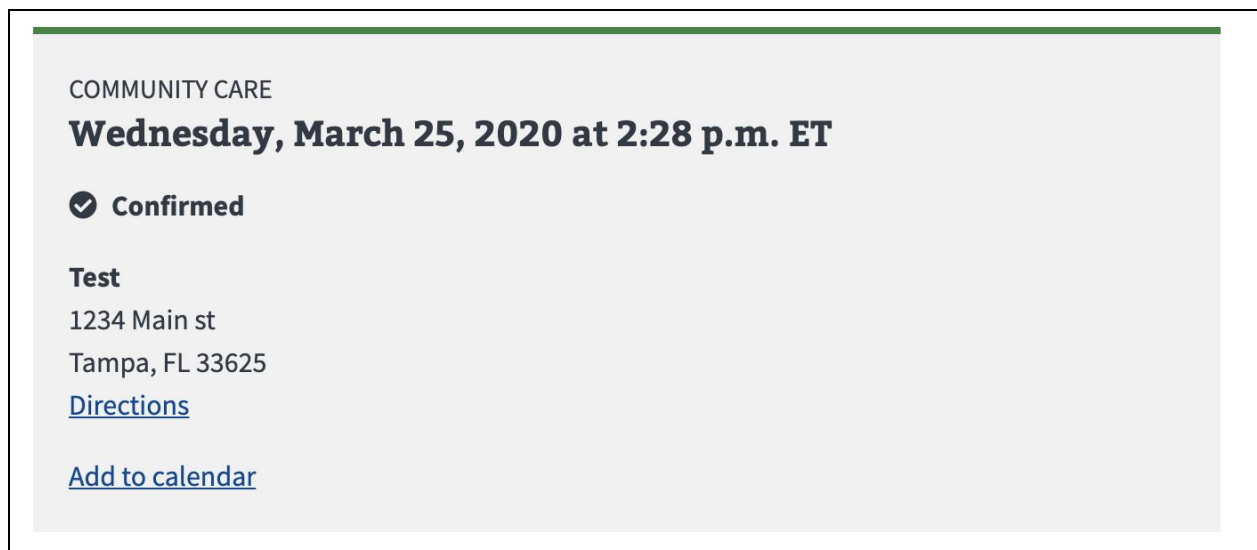 COMMUNITY CARE
Wednesday, March 25, 2020 at 2:28 p.m. ET
Confirmed
Test
1234 Main st
Tampa, FL 33625
Directions
Add to calendar